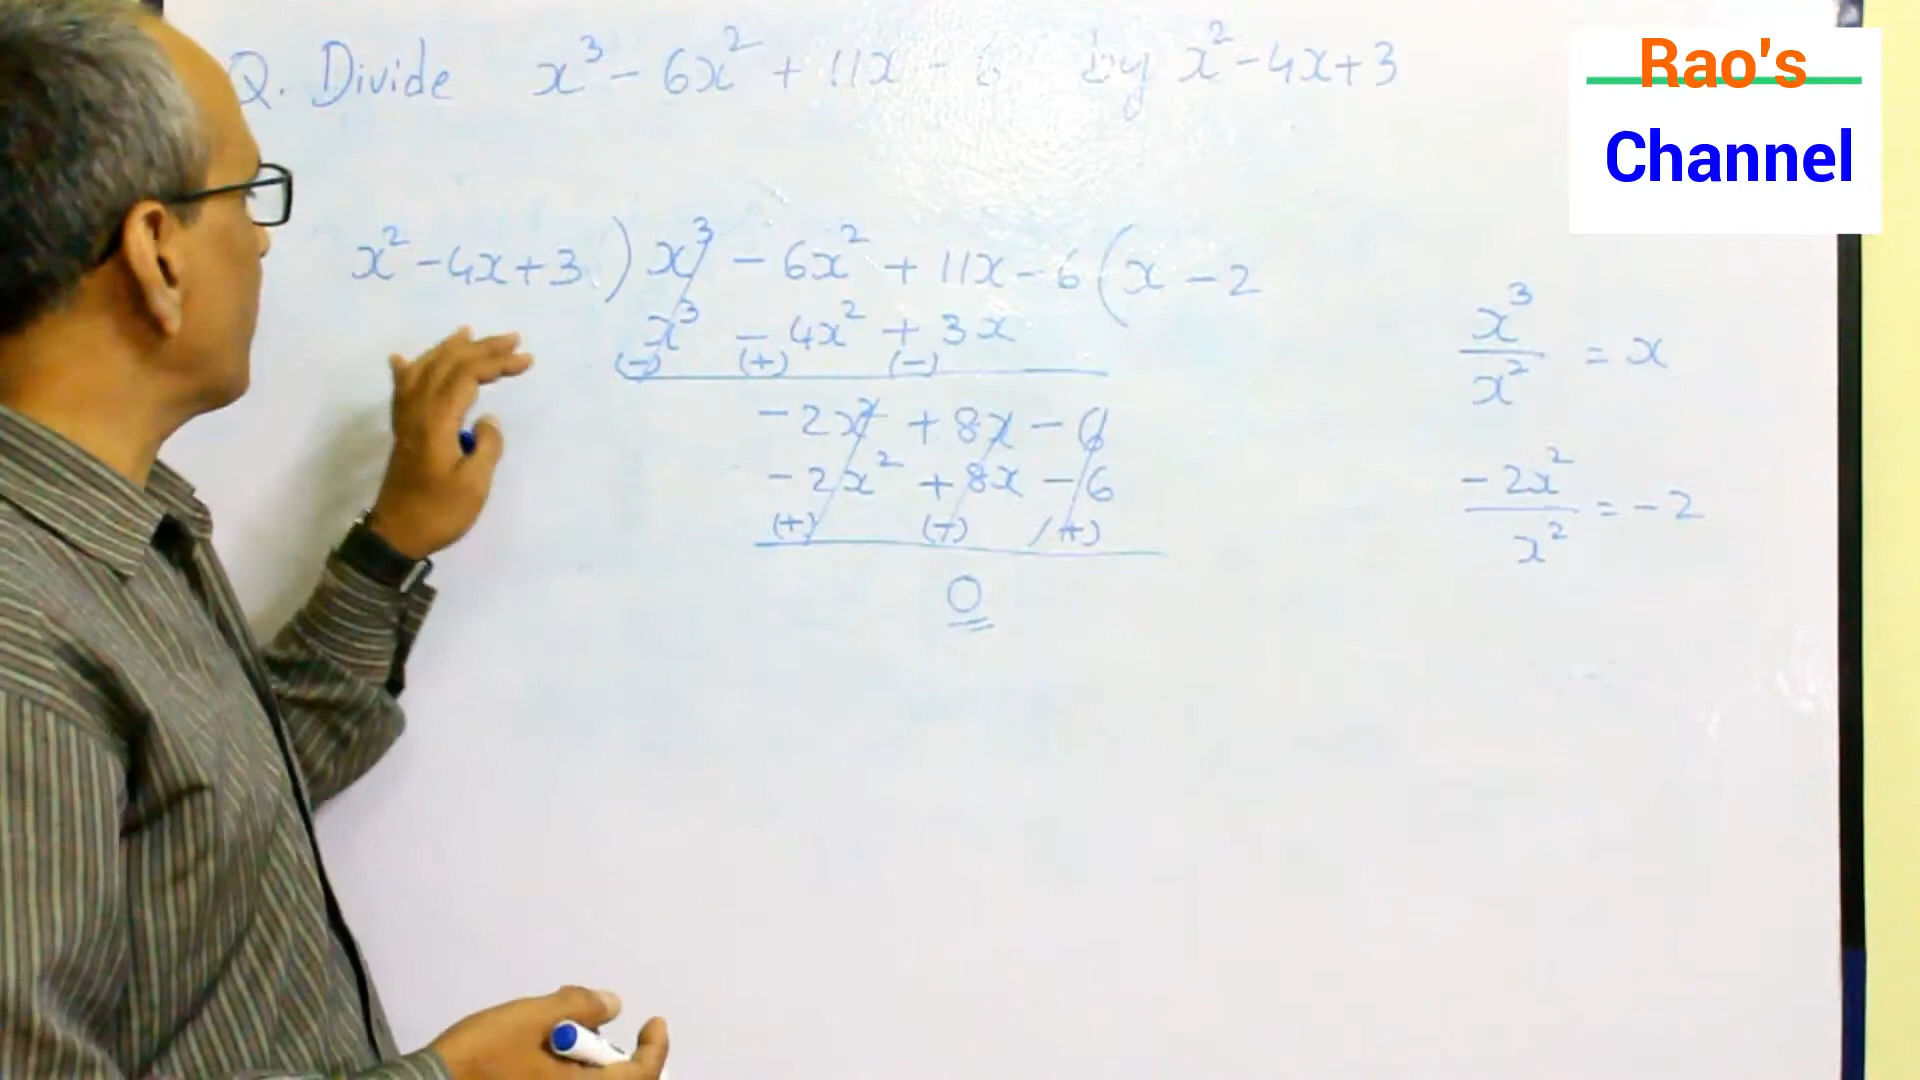 Q. Divide x³ - 6x² + 11x - 6 by x² - 4x + 3
Rao's
Channel
x² - 4x + 3 ) x³ - 6x² + 11x - 6 ( x - 2
x³ - 4x² + 3x
(-) (+) (-)
-2x² + 8x - 6
-2x² + 8x - 6
(+) (-) (+)
0
x³
x²
= x
-2x²
x²
= -2